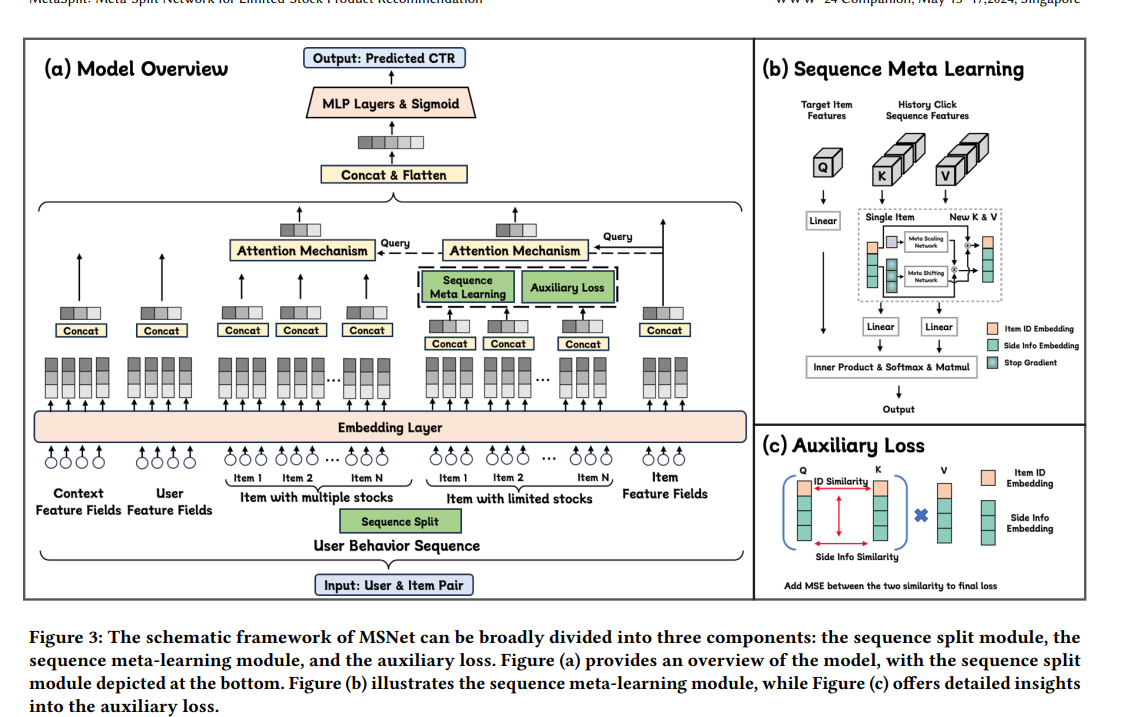 MetaSplit: Meta-Split Network for Limited-Stock Product Recommendation
WWW '24 Companion, May 13–17,2024, Singapore
(a) Model Overview
Output: Predicted CTR
MLP Layers & Sigmoid
Concat & Flatten
Attention Mechanism
Query
Attention Mechanism
Query
Sequence
Meta Learning
Auxiliary Loss
Concat
Concat
Concat
Concat
Concat
Concat
Concat
Concat
Concat
...
...
Embedding Layer
...
...
Item 1
Item 2
Item N
Item 1
Item 2
Item N
Context
Feature Fields
User
Feature Fields
Item with multiple stocks
Item with limited stocks
Item
Feature Fields
Sequence Split
User Behavior Sequence
Input: User & Item Pair
(b) Sequence Meta Learning
Target Item
Features
History Click
Sequence Features
Q
K
V
Linear
Single Item
New K & V
Meta Scaling
Network
Meta Shifting
Network
Linear
Linear
Item ID Embedding
Side Info Embedding
Stop Gradient
Inner Product & Softmax & Matmul
Output
(c) Auxiliary Loss
Q
K
V
ID Similarity
Side Info Similarity
Item ID
Embedding
Side Info
Embedding
Add MSE between the two similarity to final loss
Figure 3: The schematic framework of MSNet can be broadly divided into three components: the sequence split module, the
sequence meta-learning module, and the auxiliary loss. Figure (a) provides an overview of the model, with the sequence split
module depicted at the bottom. Figure (b) illustrates the sequence meta-learning module, while Figure (c) offers detailed insights
into the auxiliary loss.